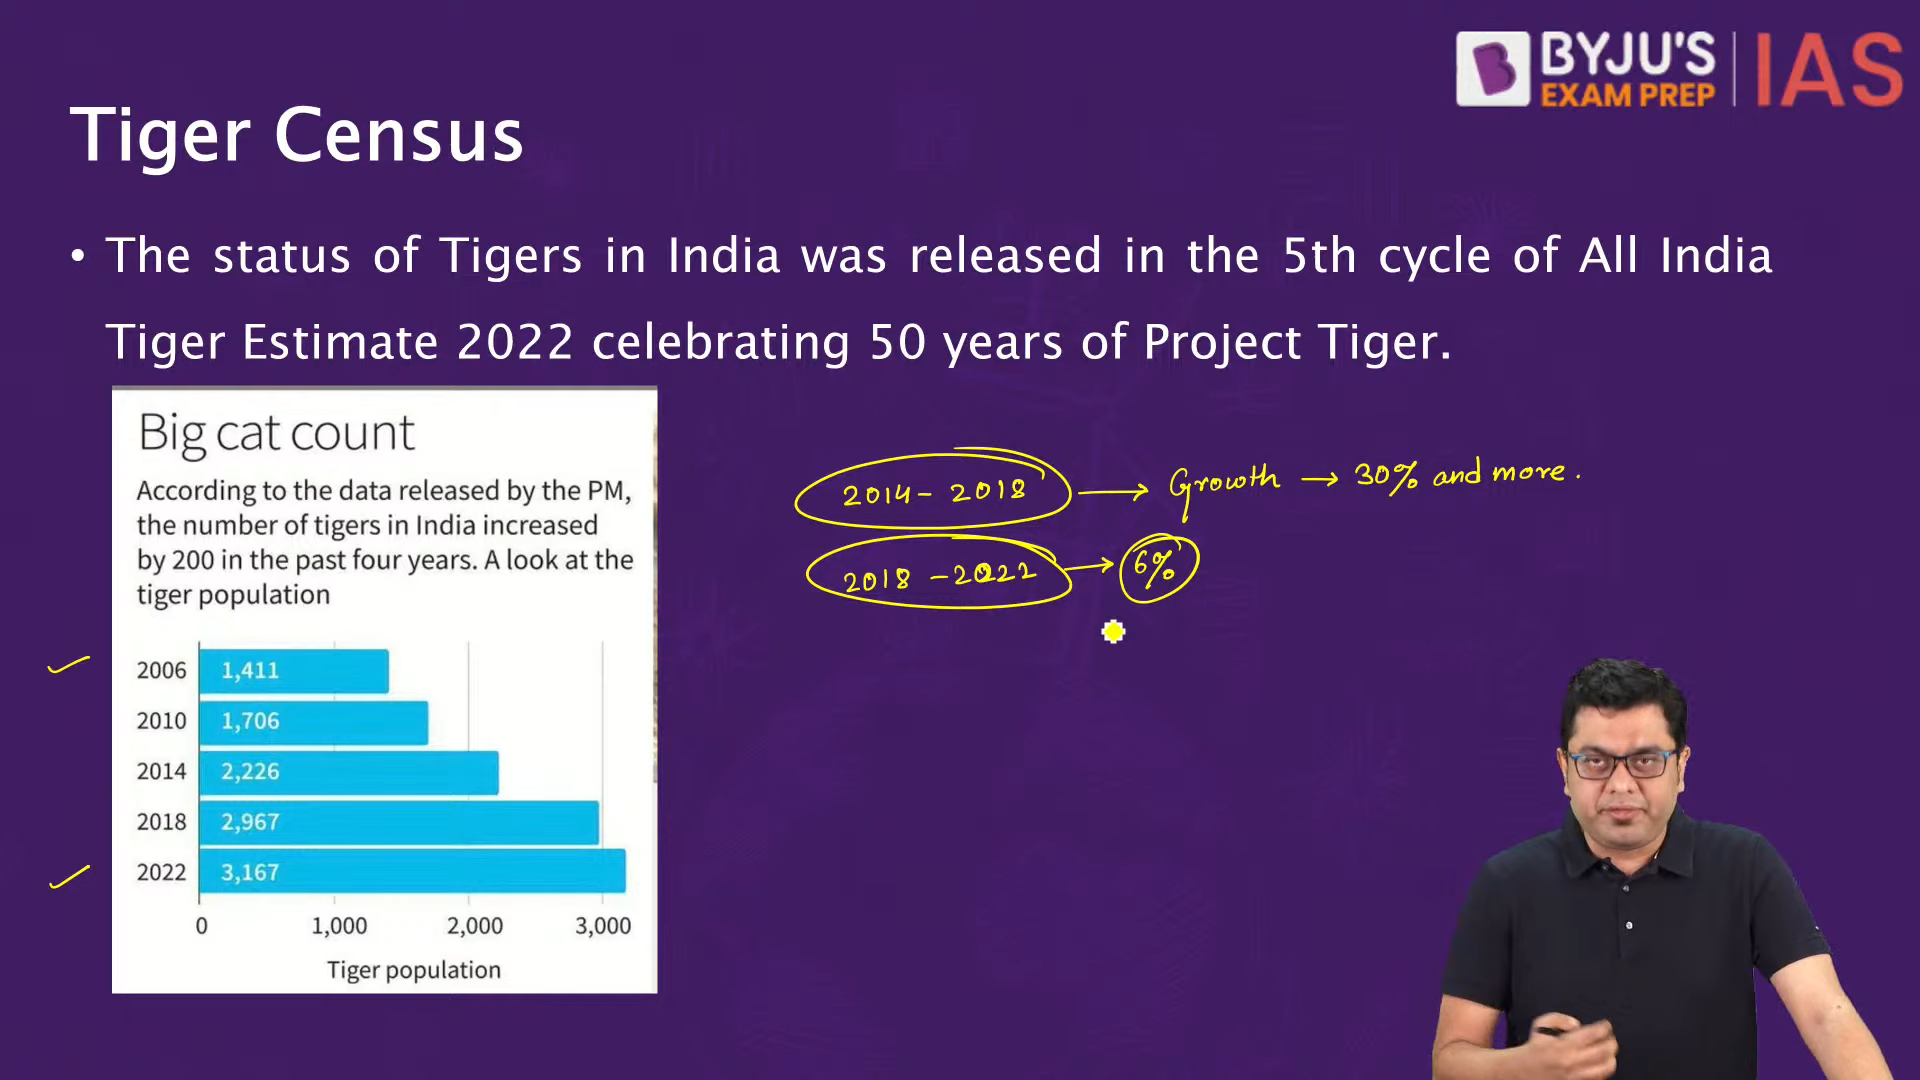 BYJU'S
EXAM PREP
IAS
Tiger Census
• The status of Tigers in India was released in the 5th cycle of All India
Tiger Estimate 2022 celebrating 50 years of Project Tiger.
Big cat count
According to the data released by the PM,
the number of tigers in India increased
by 200 in the past four years. A look at the
tiger population
2006 1,411
2010 1,706
2014 2,226
2018 2,967
2022 3,167
0 1,000 2,000 3,000
Tiger population
2014 - 2018 → Growth → 30% and more.
2018 - 2022 → 6%